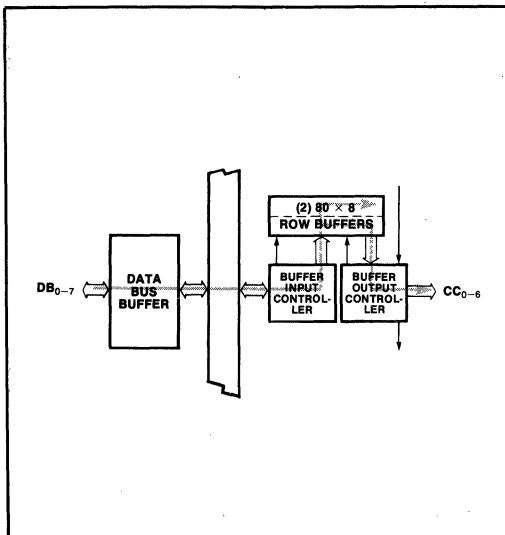 (2) 80 × 8
ROW BUFFERS
DB0–7
DATA
BUS
BUFFER
BUFFER
INPUT
CONTROL-
LER
BUFFER
OUTPUT
CONTROL-
LER
CC0–6